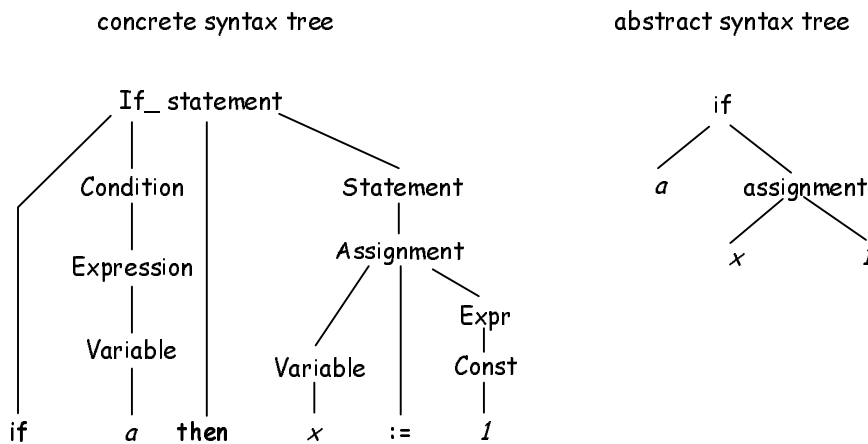 concrete syntax tree
abstract syntax tree
If_ statement
if
Condition
Statement
a
assignment
Assignment
x
1
Expression
Expr
Variable
Variable
Const
if
a
then
x
:=
1